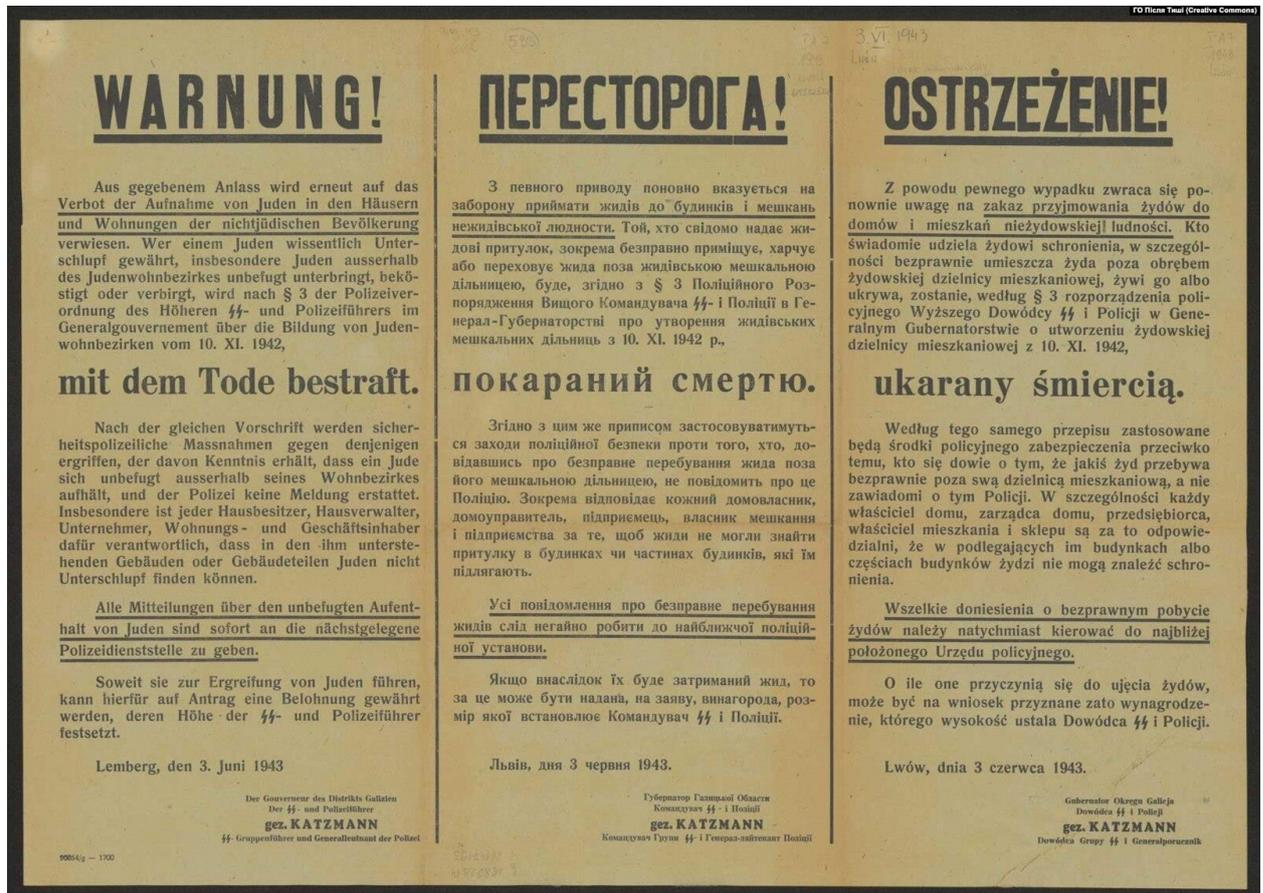 ГО Після Тиші (Creative Commons)
3. VI. 1943
WARNUNG!
Aus gegebenem Anlass wird erneut auf das
Verbot der Aufnahme von Juden in den Häusern
und Wohnungen der nichtjüdischen Bevölkerung
verwiesen. Wer einem Juden wissentlich Unter-
schlupf gewährt, insbesondere Juden ausserhalb
des Judenwohnbezirkes unbefugt unterbringt, bekö-
stigt oder verbirgt, wird nach § 3 der Polizeiver-
ordnung des Höheren SS- und Polizeiführers im
Generalgouvernement über die Bildung von Juden-
wohnbezirken vom 10. XI. 1942,
mit dem Tode bestraft.
Nach der gleichen Vorschrift werden sicher-
heitspolizeiliche Massnahmen gegen denjenigen
ergriffen, der davon Kenntnis erhält, dass ein Jude
sich unbefugt ausserhalb seines Wohnbezirkes
aufhält, und der Polizei keine Meldung erstattet.
Insbesondere ist jeder Hausbesitzer, Hausverwalter,
Unternehmer, Wohnungs- und Geschäftsinhaber
dafür verantwortlich, dass in den ihm unterste-
henden Gebäuden oder Gebäudeteilen Juden nicht
Unterschlupf finden können.
Alle Mitteilungen über den unbefugten Aufent-
halt von Juden sind sofort an die nächstgelegene
Polizeidienststelle zu geben.
Soweit sie zur Ergreifung von Juden führen,
kann hierfür auf Antrag eine Belohnung gewährt
werden, deren Höhe der SS- und Polizeiführer
festsetzt.
Lemberg, den 3. Juni 1943
Der Gouverneur des Distrikts Galizien
Der SS- und Polizeiführer
gez. KATZMANN
SS-Gruppenführer und Generalleutnant der Polizei
ПЕРЕСТОРОГА!
З певного приводу поновно вказується на
заборону приймати жидів до будинків і мешкань
нежидівської людности. Той, хто свідомо надає жи-
дові притулок, зокрема безправно приміщує, харчує
або переховує жида поза жидівською мешкальною
дільницею, буде, згідно з § 3 Поліційного Роз-
порядження Вищого Командувача SS- і Поліції в Ге-
нерал-Губернаторстві про утворення жидівських
мешкальних дільниць з 10. XI. 1942 р.,
покараний смертю.
Згідно з цим же приписом застосовуватимуть-
ся заходи поліційної безпеки проти того, хто, до-
відавшись про безправне перебування жида поза
його мешкальною дільницею, не повідомить про це
Поліцію. Зокрема відповідає кожний домовласник,
домоуправитель, підприємець, власник мешкання
і підприємства за те, щоб жиди не могли знайти
притулку в будинках чи частинах будинків, які їм
підлягають.
Усі повідомлення про безправне перебування
жидів слід негайно робити до найближчої поліцій-
ної установи.
Якщо внаслідок їх буде затриманий жид, то
за це може бути надана, на заяву, винагорода, роз-
мір якої встановлює Командувач SS і Поліції.
Львів, дня 3 червня 1943.
Губернатор Галицької Области
Командувач SS- і Поліції
gez. KATZMANN
Командувач Групи SS- і Генерал-лайтенант Поліції
OSTRZEŻENIE!
Z powodu pewnego wypadku zwraca się po-
nownie uwagę na zakaz przyjmowania żydów do
domów i mieszkań nieżydowskiej ludności. Kto
świadomie udziela żydowi schronienia, w szczegól-
ności bezprawnie umieszcza żyda poza obrębem
żydowskiej dzielnicy mieszkaniowej, żywi go albo
ukrywa, zostanie, według § 3 rozporządzenia poli-
cyjnego Wyższego Dowódcy SS i Policji w Gene-
ralnym Gubernatorstwie o utworzeniu żydowskiej
dzielnicy mieszkaniowej z 10. XI. 1942,
ukarany śmiercią.
Według tego samego przepisu zastosowane
będą środki policyjnego zabezpieczenia przeciwko
temu, kto się dowie o tym, że jakiś żyd przebywa
bezprawnie poza swą dzielnicą mieszkaniową, a nie
zawiadomi o tym Policji. W szczególności każdy
właściciel domu, zarządca domu, przedsiębiorca,
właściciel mieszkania i sklepu są za to odpowie-
dzialni, że w podlegających im budynkach albo
częściach budynków żydzi nie mogą znaleźć schro-
nienia.
Wszelkie doniesienia o bezprawnym pobycie
żydów należy natychmiast kierować do najbliżej
położonego Urzędu policyjnego.
O ile one przyczynią się do ujęcia żydów,
może być na wniosek przyznane zato wynagrodze-
nie, którego wysokość ustala Dowódca SS i Policji.
Lwów, dnia 3 czerwca 1943.
Gubernator Okręgu Galicja
Dowódca SS i Policji
gez. KATZMANN
Dowódca Grupy SS i Generalporucznik